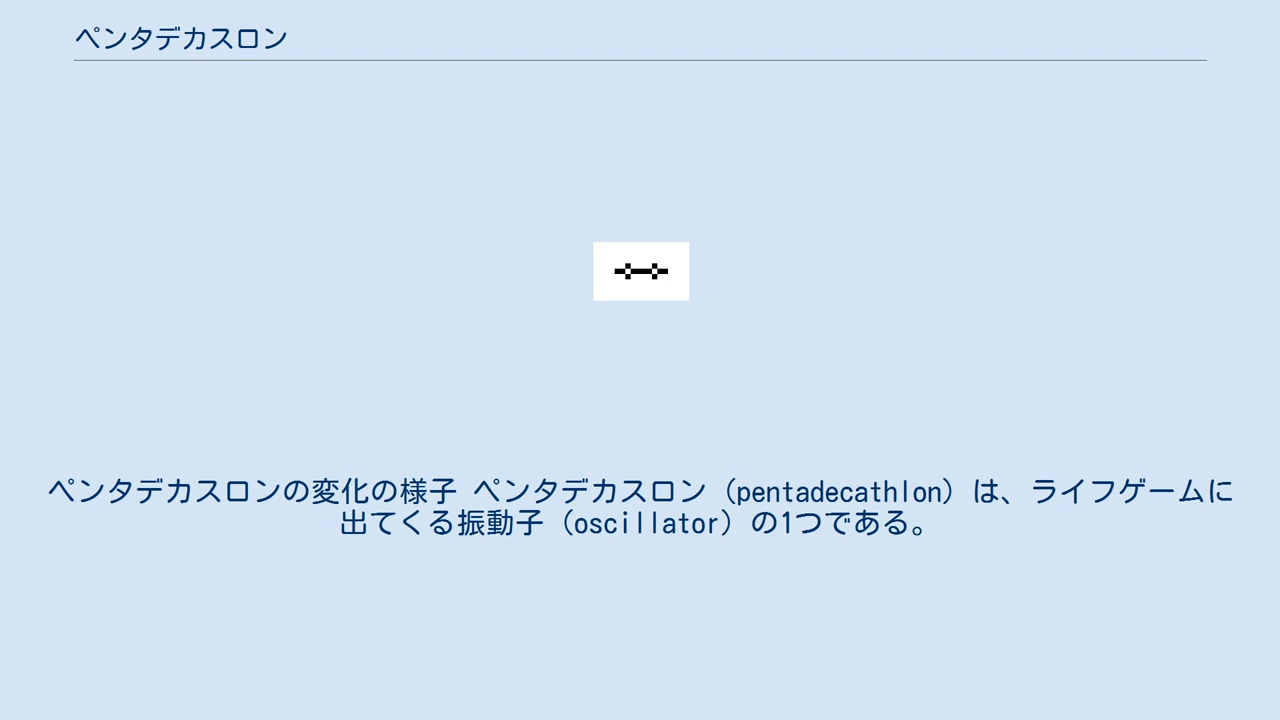 ペンタデカスロン
ペンタデカスロンの変化の様子 ペンタデカスロン（pentadecathlon）は、ライフゲームに
出てくる振動子（oscillator）の1つである。